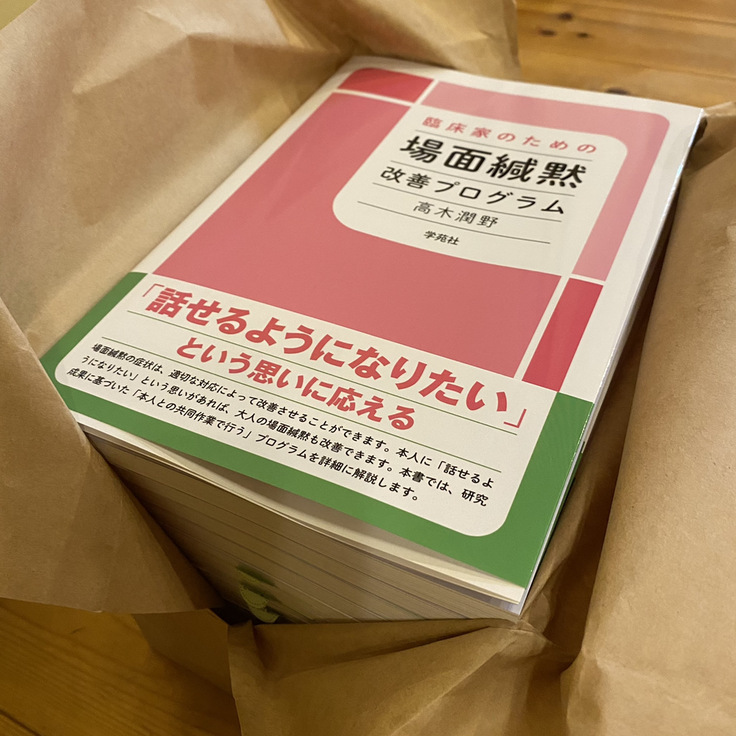 臨床家のための
場面緘黙
改善プログラム
高木潤野
学苑社
「話せるようになりたい」
という思いに応える
場面緘黙の症状は、適切な対応によって改善させることができます。本人に「話せるよ
うになりたい」という思いがあれば、大人の場面緘黙も改善できます。本書では、研究
成果に基づいた「本人との共同作業で行う」プログラムを詳細に解説します。